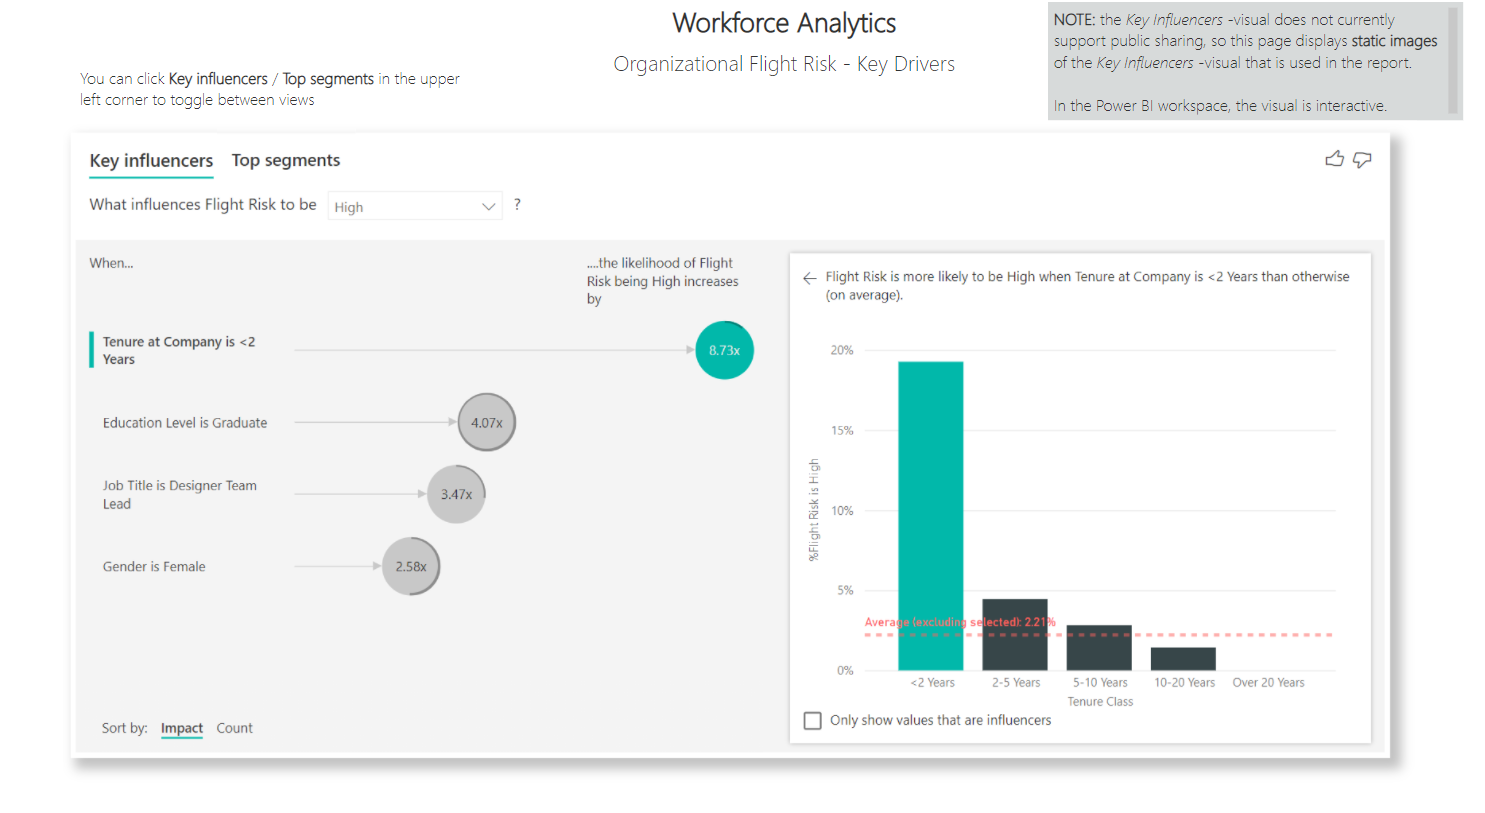 Workforce Analytics
Organizational Flight Risk - Key Drivers
You can click Key influencers / Top segments in the upper
left corner to toggle between views
NOTE: the Key Influencers -visual does not currently
support public sharing, so this page displays static images
of the Key Influencers -visual that is used in the report.
In the Power BI workspace, the visual is interactive.
Key influencers Top segments
What influences Flight Risk to be High ?
When...
....the likelihood of Flight
Risk being High increases
by
Tenure at Company is <2
Years
8.73x
Education Level is Graduate
4.07x
Job Title is Designer Team
Lead
3.47x
Gender is Female
2.58x
Sort by: Impact Count
Flight Risk is more likely to be High when Tenure at Company is <2 Years than otherwise
(on average).
20%
15%
10%
5%
0%
%Flight Risk is High
Average (excluding selected): 2.21%
<2 Years 2-5 Years 5-10 Years 10-20 Years Over 20 Years
Tenure Class
Only show values that are influencers